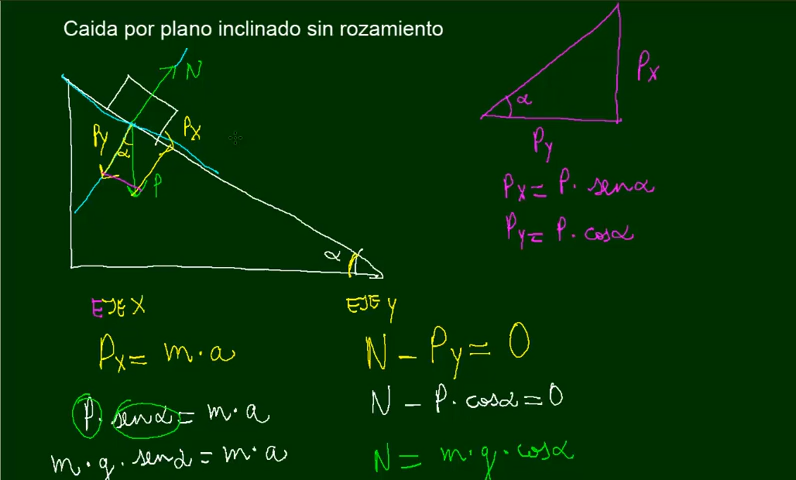 Caida por plano inclinado sin rozamiento
N
Px
Py
α
P
α
α
Px
Py
Px = P · senα
Py = P · cosα
EJE X
EJE Y
Px = m · a
N - Py = 0
P · senα = m · a
N - P · cosα = 0
m · g · senα = m · a
N = m · g · cosα